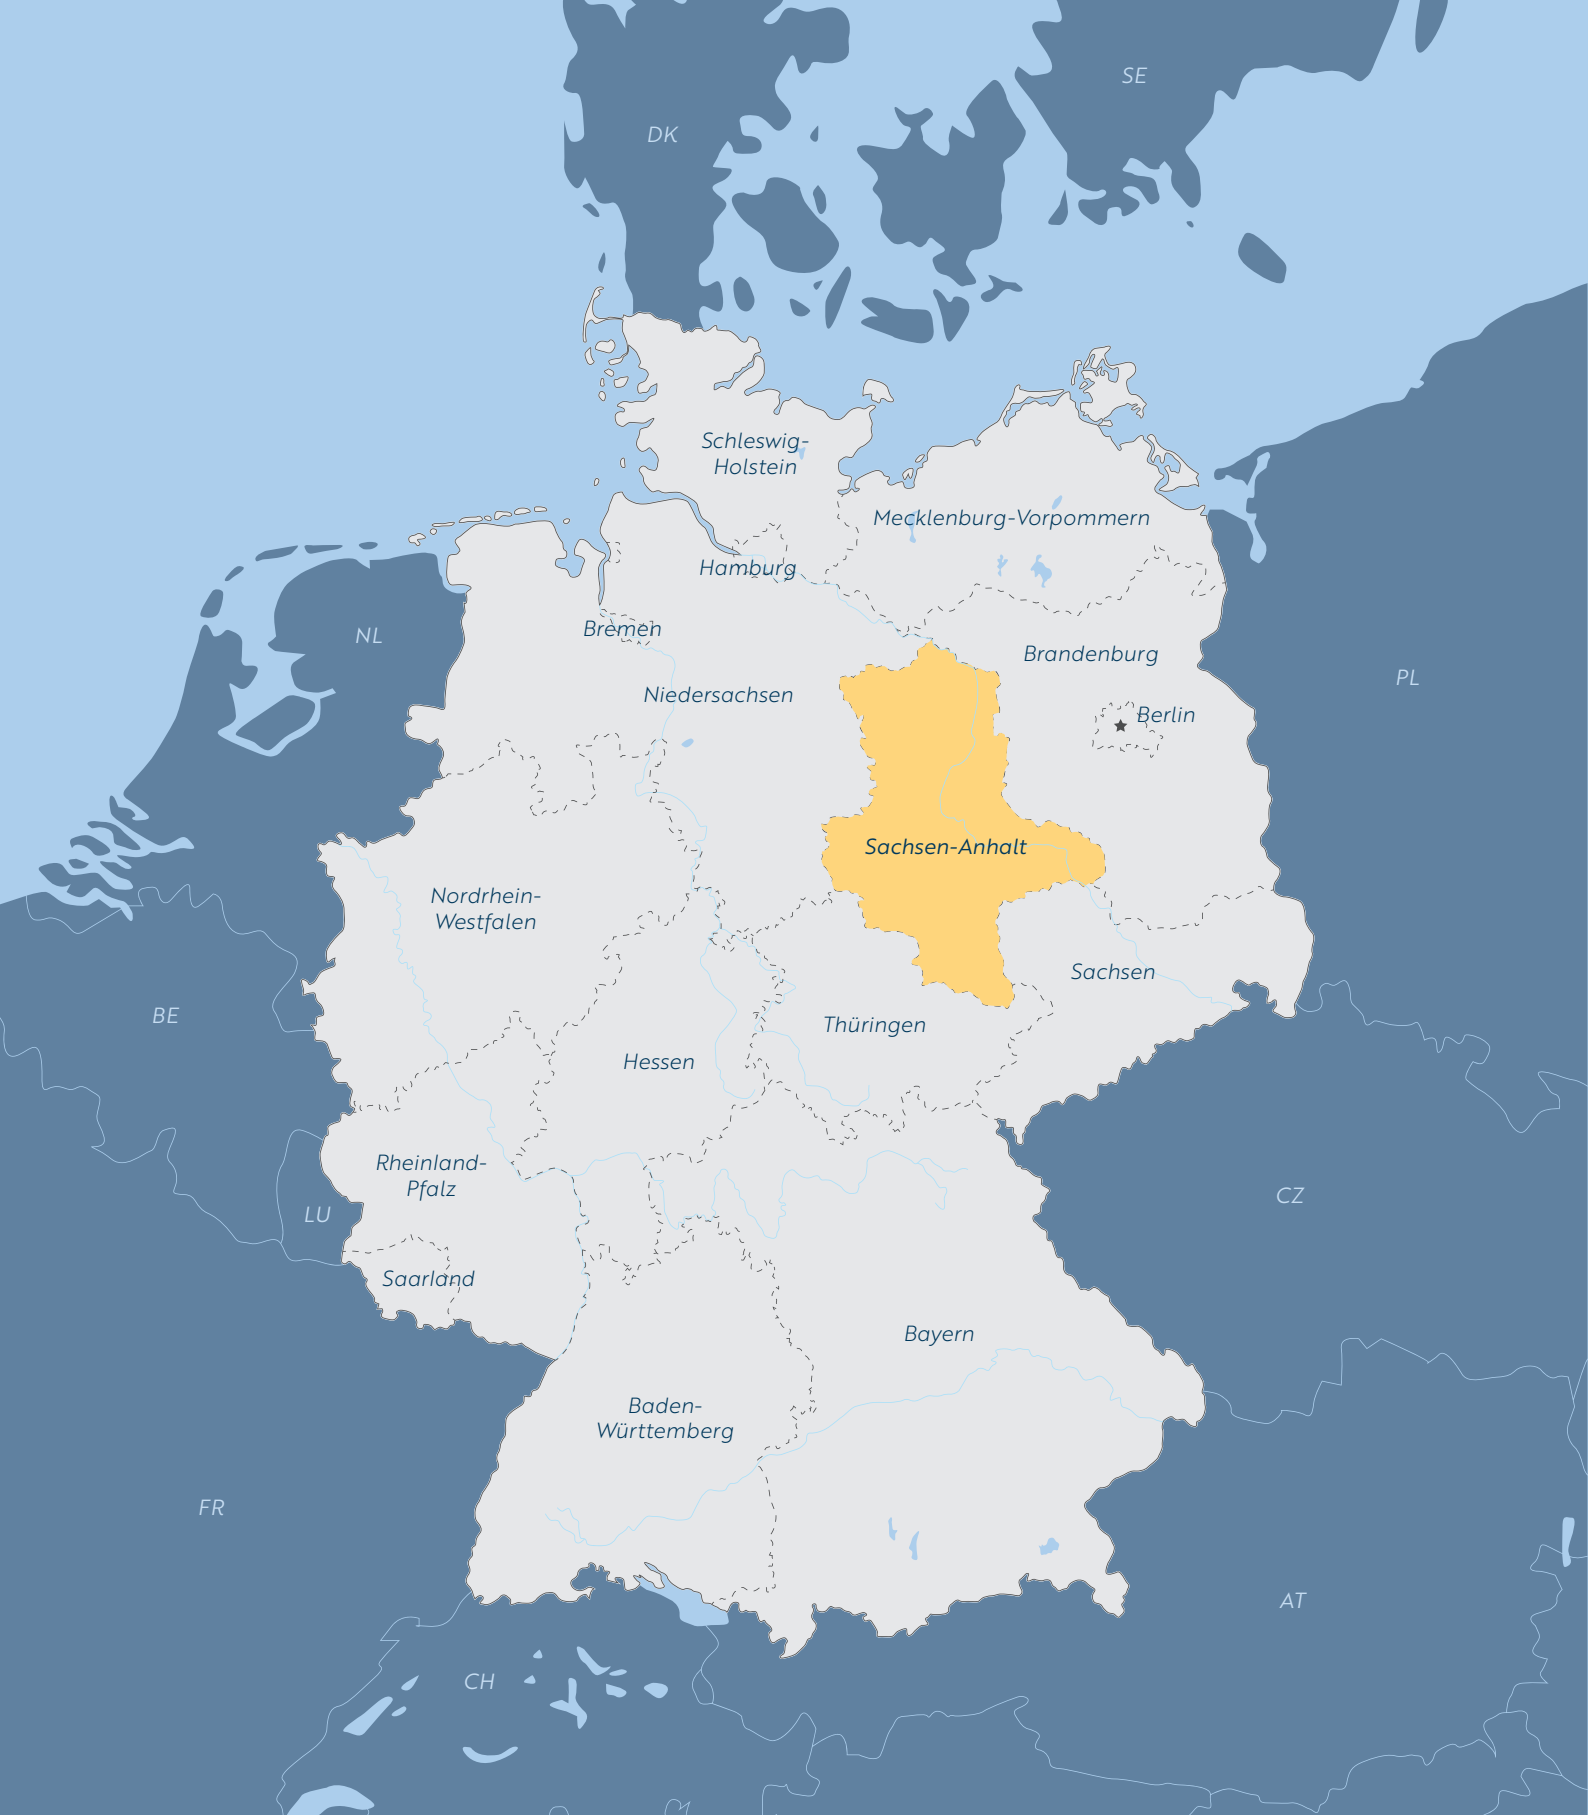 SE
DK
Schleswig-
Holstein
Mecklenburg-Vorpommern
Hamburg
Bremen
NL
Brandenburg
PL
Niedersachsen
Berlin
Sachsen-Anhalt
Nordrhein-
Westfalen
Sachsen
BE
Thüringen
Hessen
Rheinland-
Pfalz
CZ
LU
Saarland
Bayern
Baden-
Württemberg
FR
AT
CH